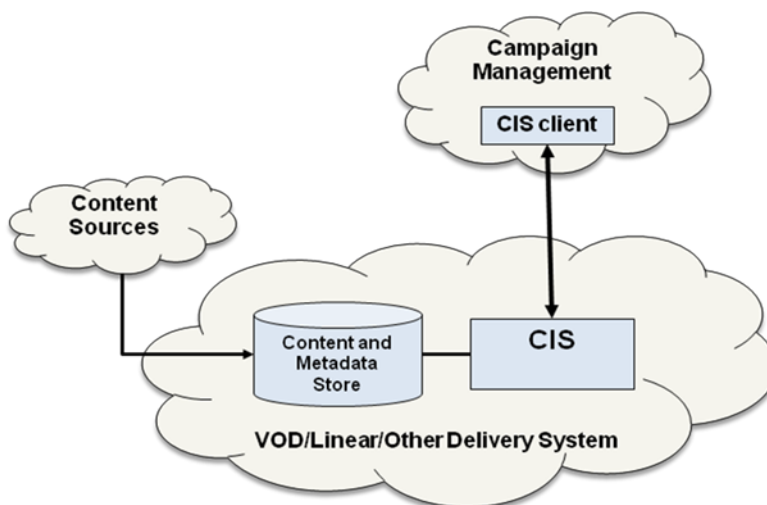 Campaign
Management
CIS client
Content
Sources
Content and
Metadata
Store
CIS
VOD/Linear/Other Delivery System